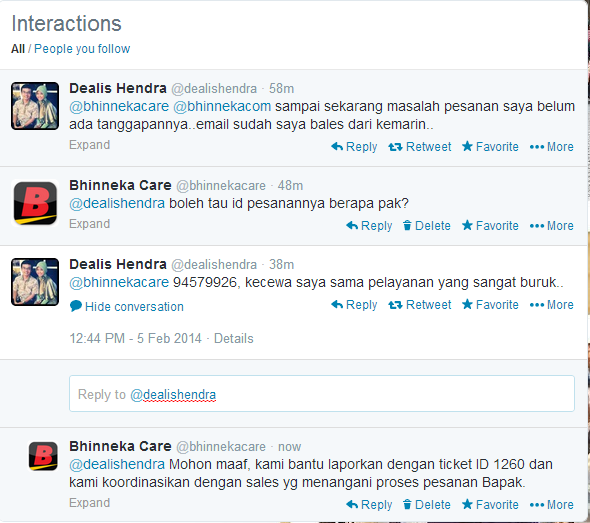 Interactions
All / People you follow
Dealis Hendra @dealishendra · 58m
@bhinnekacare @bhinnekacom sampai sekarang masalah pesanan saya belum
ada tanggapannya..email sudah saya bales dari kemarin..
Expand Reply Retweet Favorite More
B
Bhinneka Care @bhinnekacare · 48m
@dealishendra boleh tau id pesanannya berapa pak?
Expand Reply Delete Favorite More
Dealis Hendra @dealishendra · 38m
@bhinnekacare 94579926, kecewa saya sama pelayanan yang sangat buruk..
Hide conversation Reply Retweet Favorite More
12:44 PM - 5 Feb 2014 · Details
Reply to @dealishendra
B
Bhinneka Care @bhinnekacare · now
@dealishendra Mohon maaf, kami bantu laporkan dengan ticket ID 1260 dan
kami koordinasikan dengan sales yg menangani proses pesanan Bapak.
Expand Reply Delete Favorite More